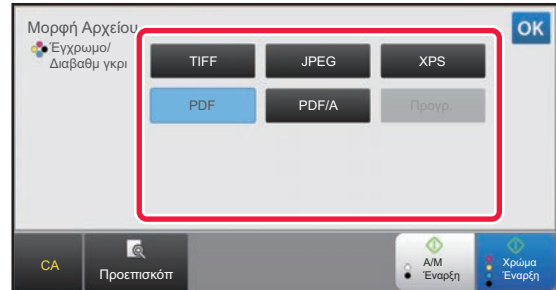 Μορφή Αρχείου
OK
Έγχρωμο/
Διαβαθμ γκρι
TIFF
JPEG
XPS
PDF
PDF/A
Προγρ.
CA
Προεπισκόπ
Α/Μ
Έναρξη
Χρώμα
Έναρξη